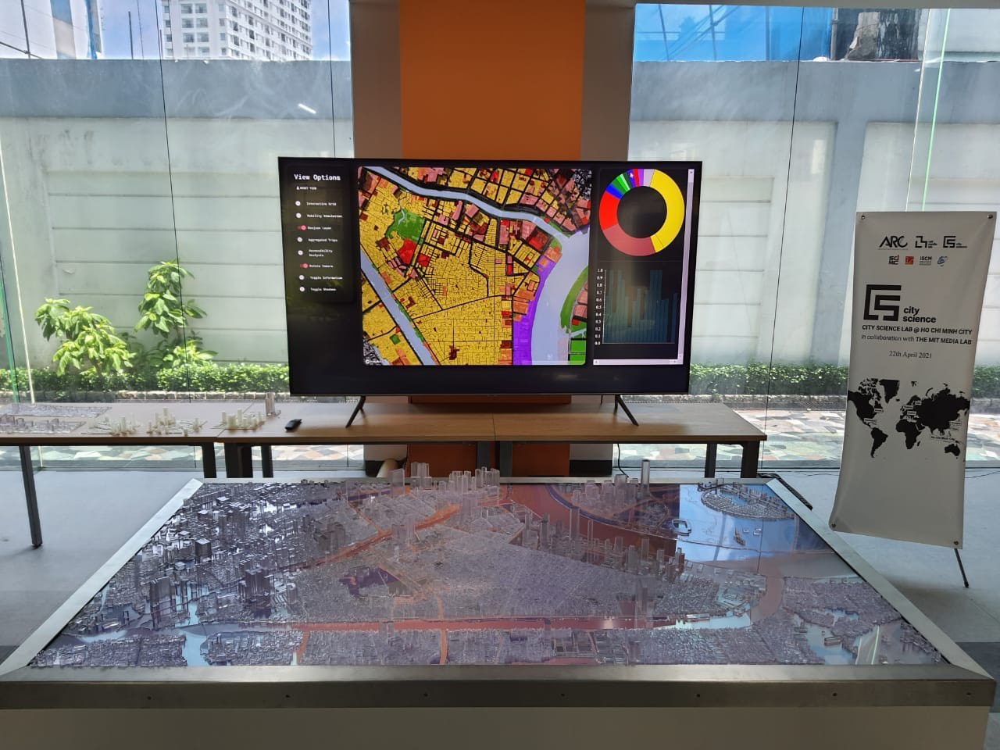 View Options
RESET VIEW
Interactive Grid
Mobility Simulation
Aggregated Trips
Accessibility
Analysis
Rotate Camera
Toggle Information
Toggle Shadows
1.0
0.9
0.8
0.7
0.6
0.5
0.4
0.3
0.2
0.1
0.0
ARC
iSCM
CS
city
science
CITY SCIENCE LAB @ HO CHI MINH CITY
in collaboration with THE MIT MEDIA LAB
22th April 2021